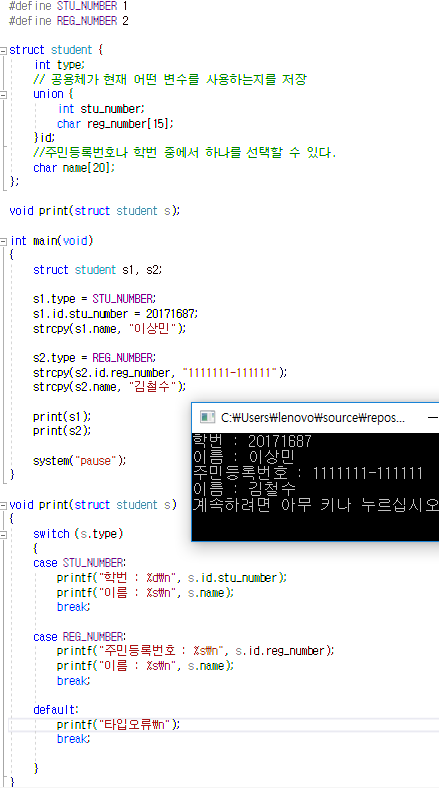 #define STU_NUMBER 1
#define REG_NUMBER 2
struct student {
int type;
// 공용체가 현재 어떤 변수를 사용하는지를 저장
union {
int stu_number;
char reg_number[15];
}id;
//주민등록번호나 학번 중에서 하나를 선택할 수 있다.
char name[20];
};
void print(struct student s);
int main(void)
{
struct student s1, s2;
s1.type = STU_NUMBER;
s1.id.stu_number = 20171687;
strcpy(s1.name, "이상민");
s2.type = REG_NUMBER;
strcpy(s2.id.reg_number, "1111111-111111");
strcpy(s2.name, "김철수");
print(s1);
print(s2);
system("pause");
}
C:₩Users₩lenovo₩source₩repos...
학번 : 20171687
이름 : 이상민
주민등록번호 : 1111111-111111
이름 : 김철수
계속하려면 아무 키나 누르십시오
void print(struct student s)
{
switch (s.type)
{
case STU_NUMBER:
printf("학번 : %d₩n", s.id.stu_number);
printf("이름 : %s₩n", s.name);
break;
case REG_NUMBER:
printf("주민등록번호 : %s₩n", s.id.reg_number);
printf("이름 : %s₩n", s.name);
break;
default:
printf("타입오류₩n");
break;
}
}